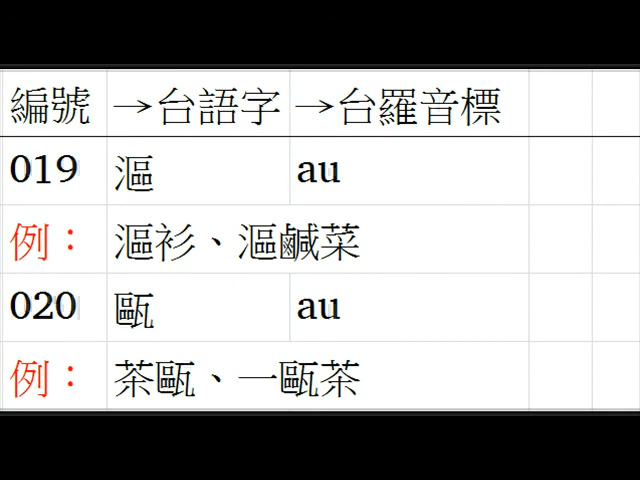 編號 →台語字 →台羅音標
019 漚 au
例： 漚衫、漚鹹菜
020 甌 au
例： 茶甌、一甌茶